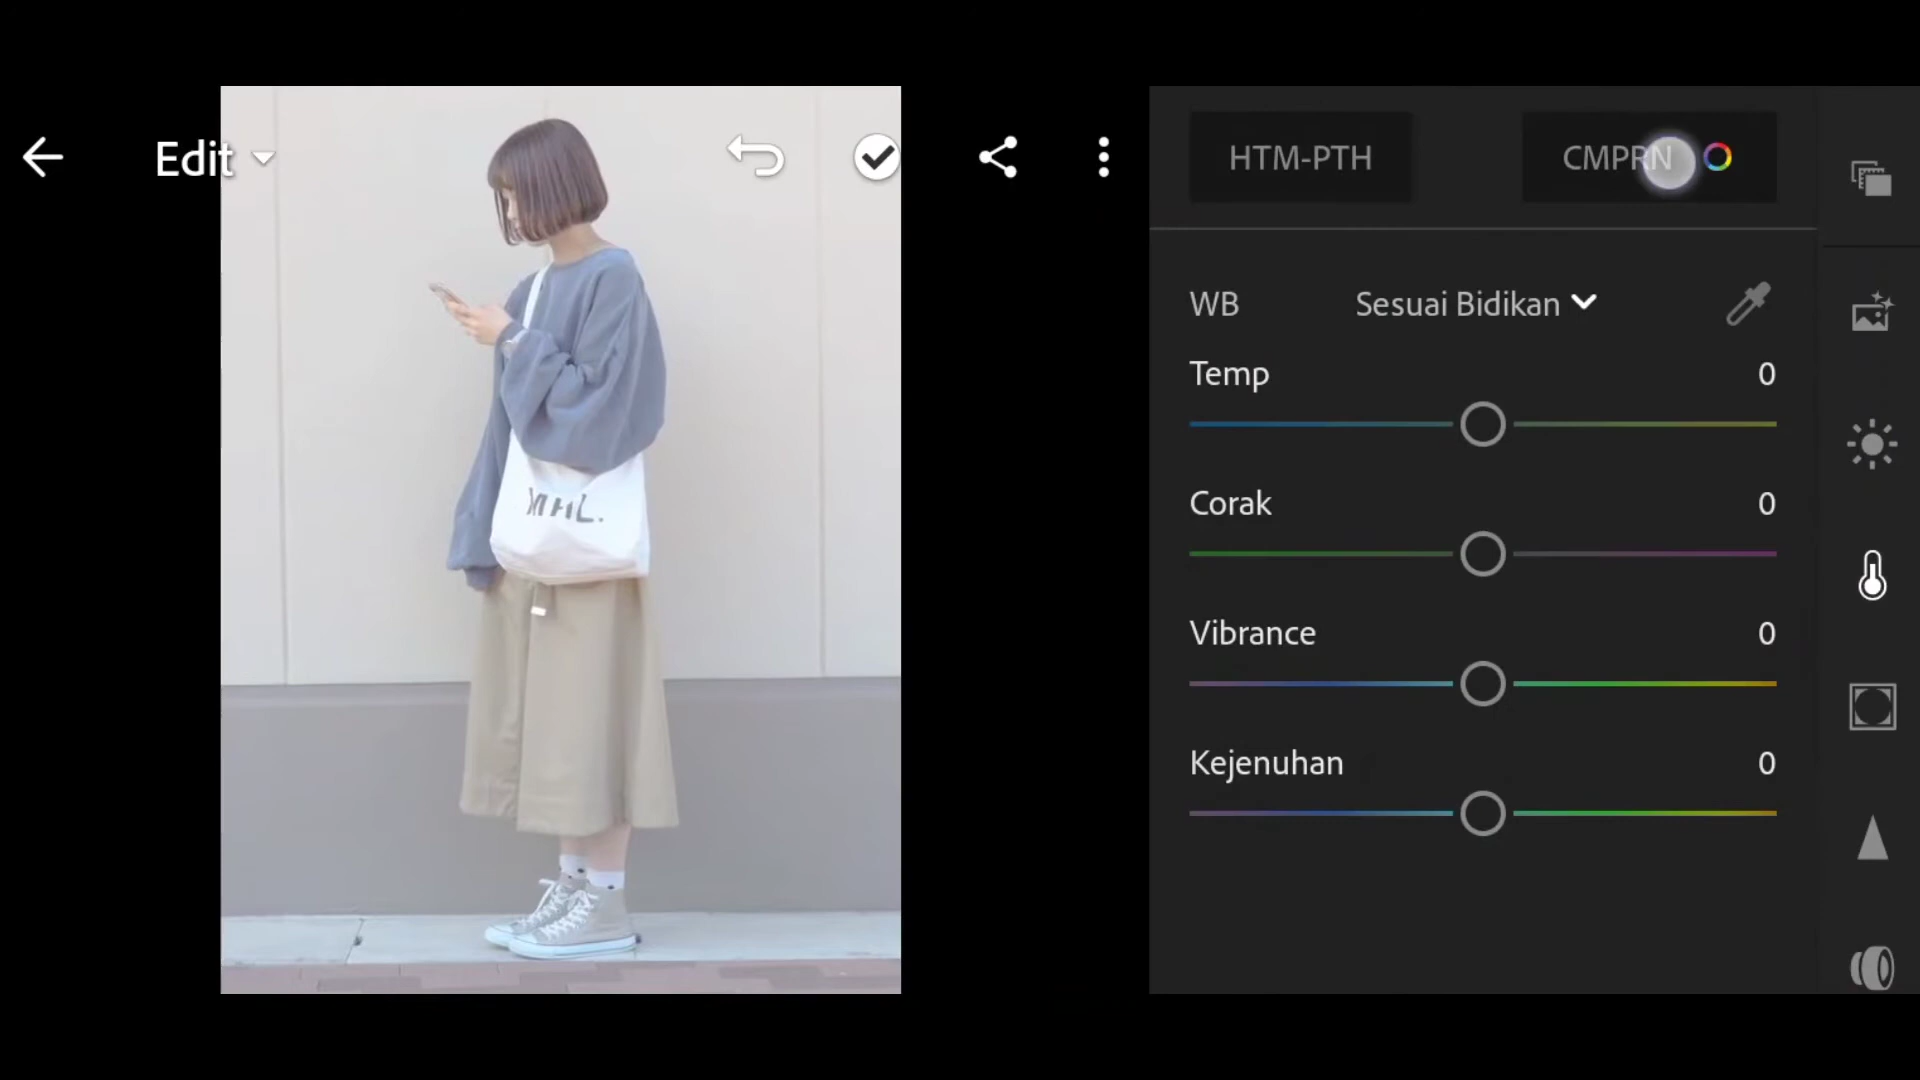 Edit
HTM-PTH
CMPRN
WB
Sesuai Bidikan
Temp
0
Corak
0
Vibrance
0
Kejenuhan
0